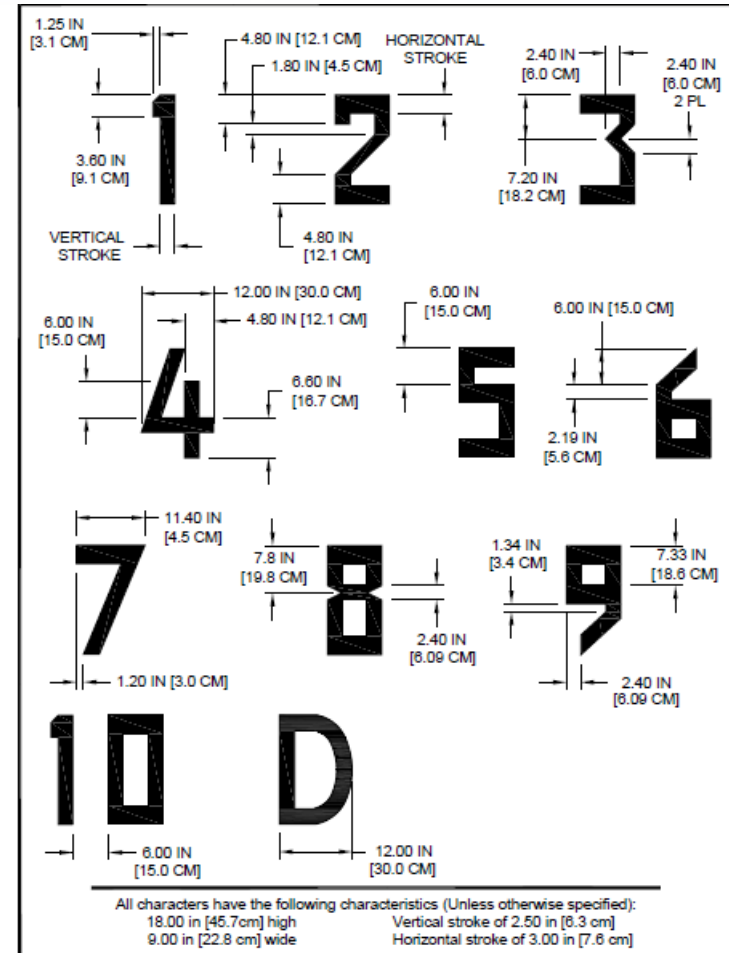 1.25 IN
[3.1 CM]
4.80 IN [12.1 CM]
1.80 IN [4.5 CM]
HORIZONTAL
STROKE
2.40 IN
[6.0 CM]
2.40 IN
[6.0 CM]
2 PL
1
2
3
3.60 IN
[9.1 CM]
7.20 IN
[18.2 CM]
VERTICAL
STROKE
4.80 IN
[12.1 CM]
12.00 IN [30.0 CM]
4.80 IN [12.1 CM]
6.00 IN
[15.0 CM]
6.60 IN
[16.7 CM]
6.00 IN
[15.0 CM]
6.00 IN [15.0 CM]
4
5
6
2.19 IN
[5.6 CM]
11.40 IN
[4.5 CM]
7.8 IN
[19.8 CM]
1.34 IN
[3.4 CM]
7.33 IN
[18.6 CM]
7
8
9
2.40 IN
[6.09 CM]
1.20 IN [3.0 CM]
2.40 IN
[6.09 CM]
10
D
6.00 IN
[15.0 CM]
12.00 IN
[30.0 CM]
All characters have the following characteristics (Unless otherwise specified):
18.00 in [45.7cm] high Vertical stroke of 2.50 in [6.3 cm]
9.00 in [22.8 cm] wide Horizontal stroke of 3.00 in [7.6 cm]